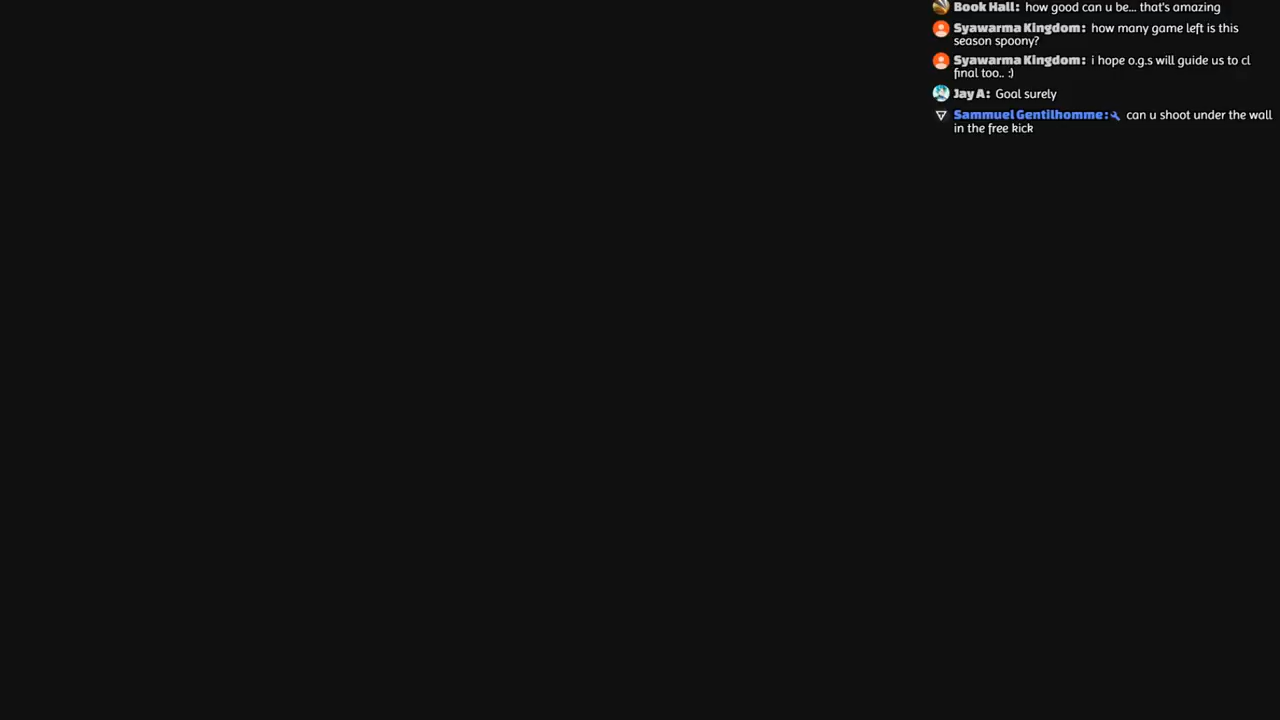 Book Hall: how good can u be... that's amazing
Syawarma Kingdom: how many game left is this
season spoony?
Syawarma Kingdom: i hope o.g.s will guide us to cl
final too.. :)
Jay A: Goal surely
Sammuel Gentilhomme: can u shoot under the wall
in the free kick